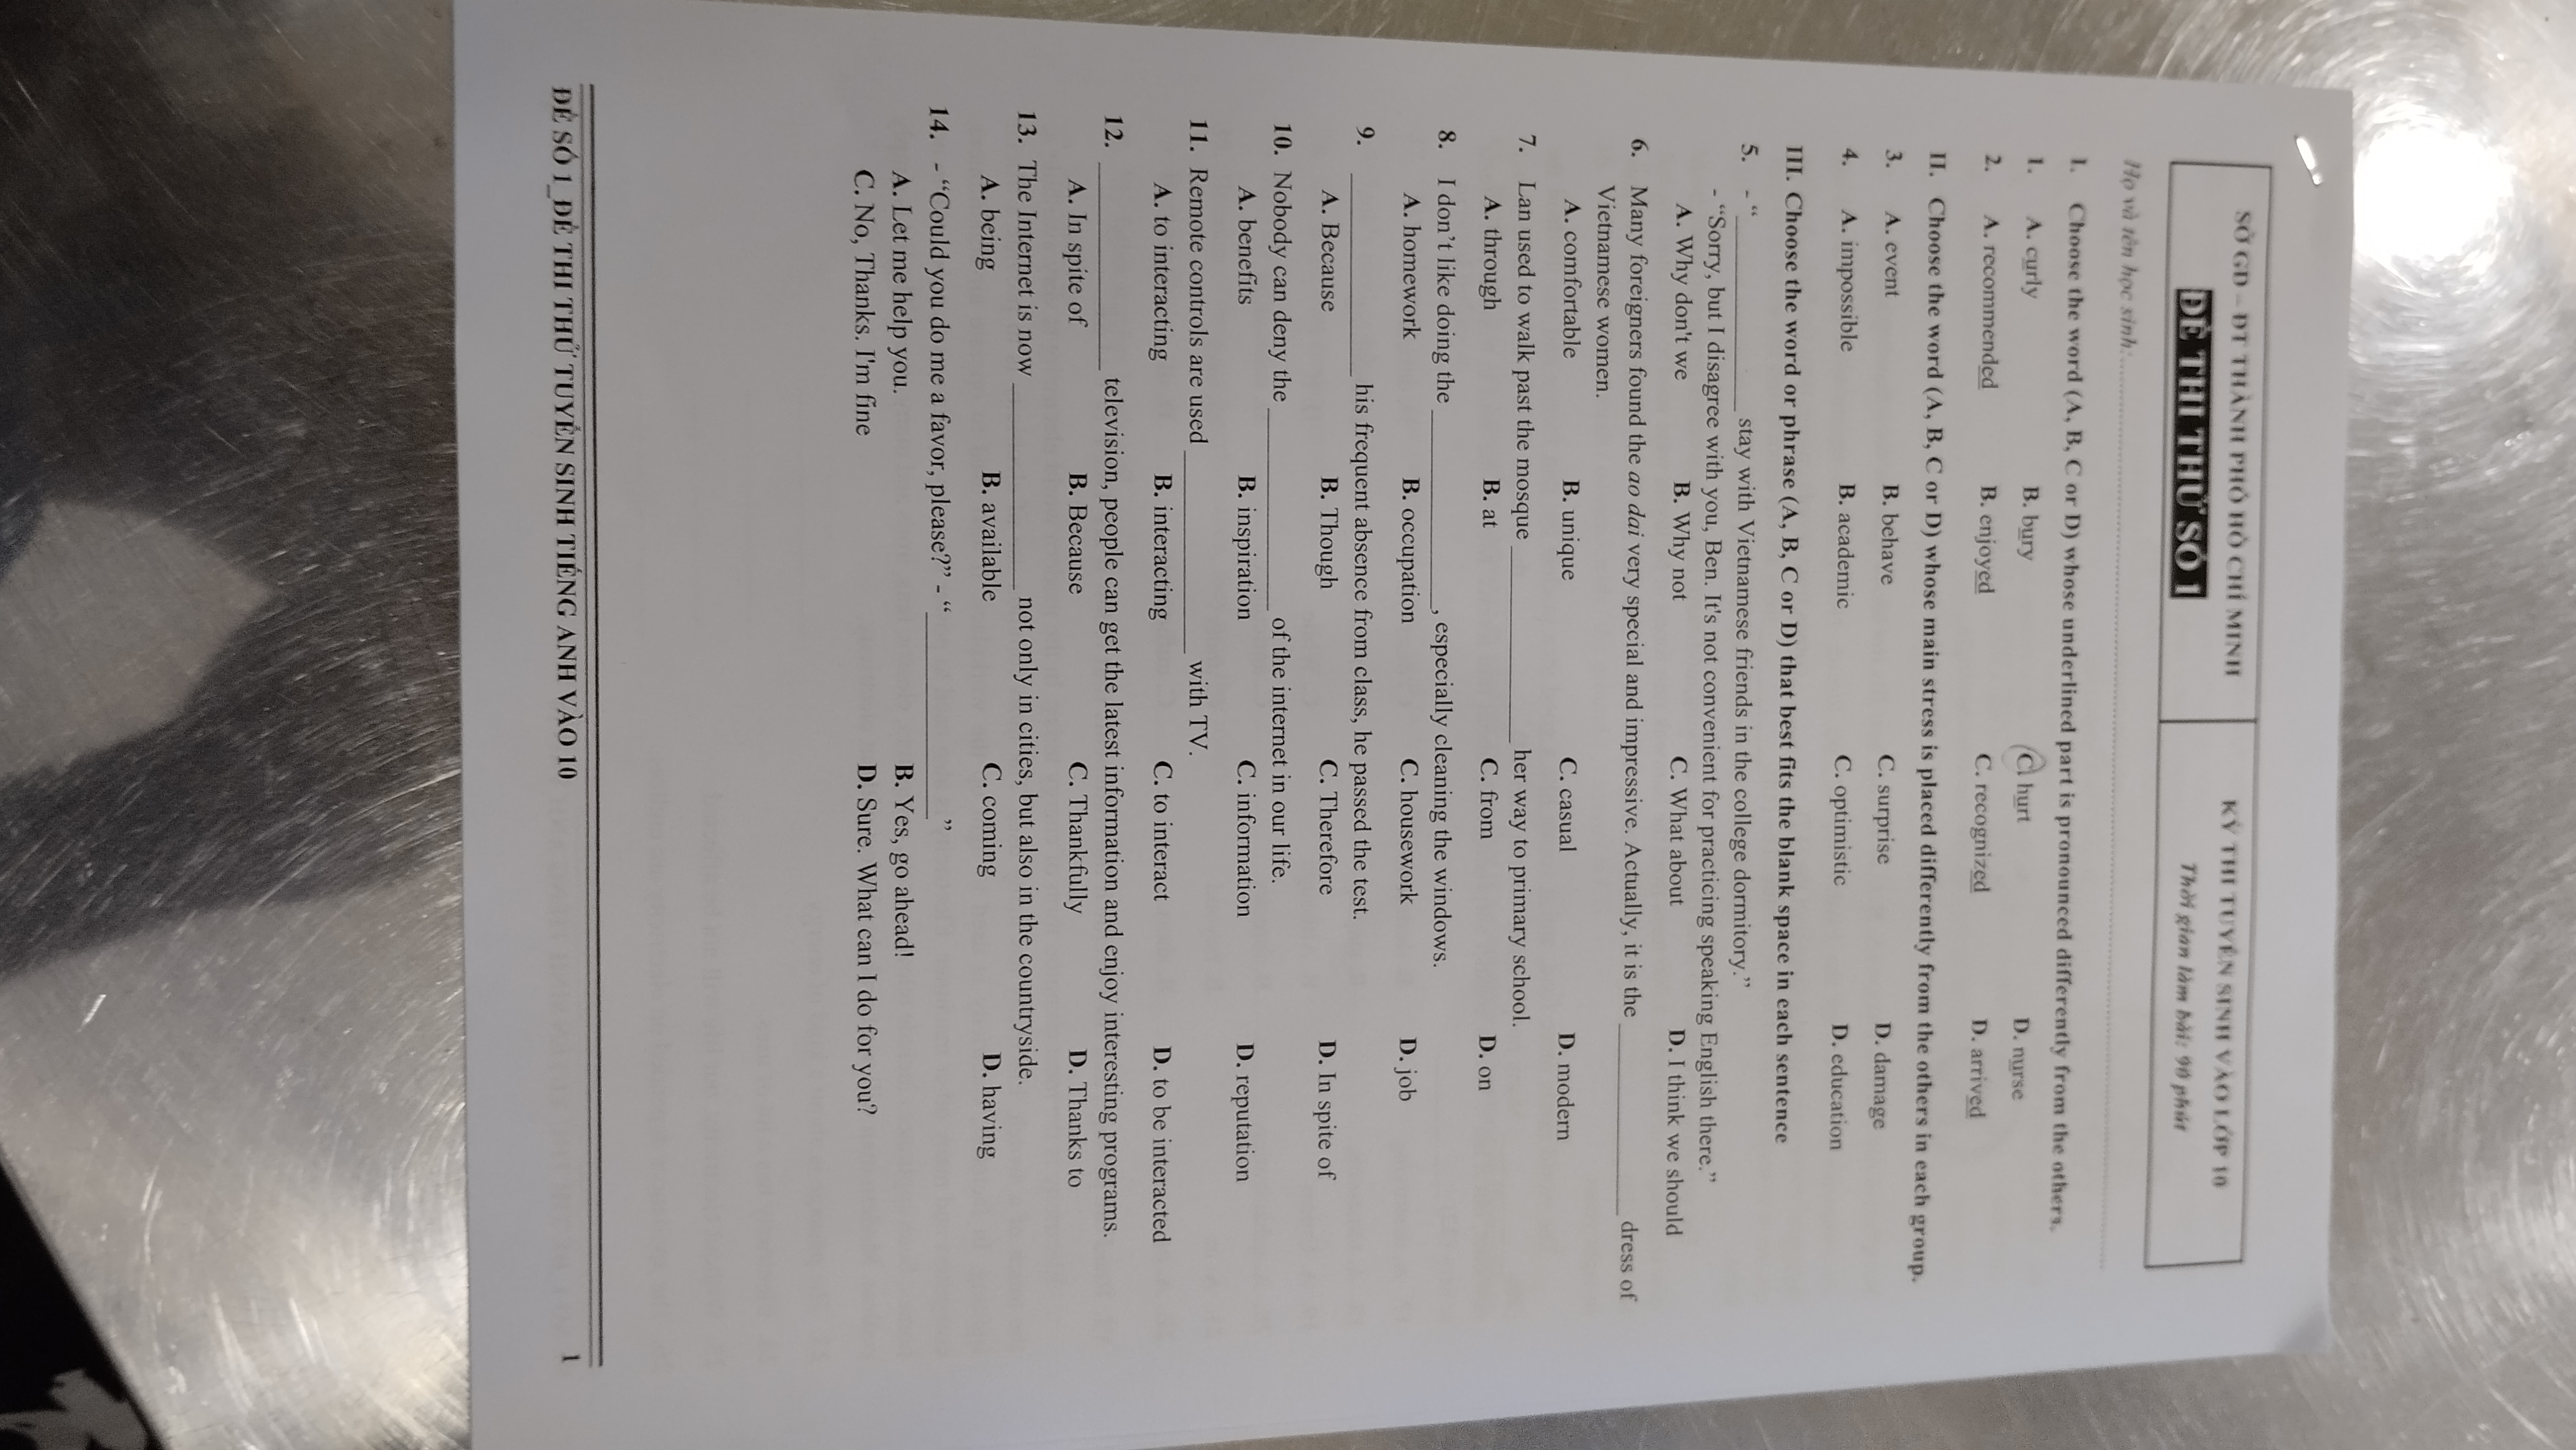 SỞ GD – ĐT THÀNH PHỐ HỒ CHÍ MINH
ĐỀ THI THỬ SỐ 1
KỲ THI TUYỂN SINH VÀO LỚP 10
Thời gian làm bài: 90 phút
Họ và tên học sinh:
I. Choose the word (A, B, C or D) whose underlined part is pronounced differently from the others.
1. A. curly B. bury C. hurt D. nurse
2. A. recommended B. enjoyed C. recognized D. arrived
II. Choose the word (A, B, C or D) whose main stress is placed differently from the others in each group.
3. A. event B. behave C. surprise D. damage
4. A. impossible B. academic C. optimistic D. education
III. Choose the word or phrase (A, B, C or D) that best fits the blank space in each sentence
5. - “__________ stay with Vietnamese friends in the college dormitory.”
- “Sorry, but I disagree with you, Ben. It's not convenient for practicing speaking English there.”
A. Why don't we B. Why not C. What about D. I think we should
6. Many foreigners found the ao dai very special and impressive. Actually, it is the __________ dress of
Vietnamese women.
A. comfortable B. unique C. casual D. modern
7. Lan used to walk past the mosque __________ her way to primary school.
A. through B. at C. from D. on
8. I don’t like doing the __________, especially cleaning the windows.
A. homework B. occupation C. housework D. job
9. __________ his frequent absence from class, he passed the test.
A. Because B. Though C. Therefore D. In spite of
10. Nobody can deny the __________ of the internet in our life.
A. benefits B. inspiration C. information D. reputation
11. Remote controls are used __________ with TV.
A. to interacting B. interacting C. to interact D. to be interacted
12. __________ television, people can get the latest information and enjoy interesting programs.
A. In spite of B. Because C. Thankfully D. Thanks to
13. The Internet is now __________ not only in cities, but also in the countryside.
A. being B. available C. coming D. having
14. - “Could you do me a favor, please?” - “__________”
A. Let me help you. B. Yes, go ahead!
C. No, Thanks. I'm fine D. Sure. What can I do for you?
ĐỀ SỐ 1_ĐỀ THI THỬ TUYỂN SINH TIẾNG ANH VÀO 10 1